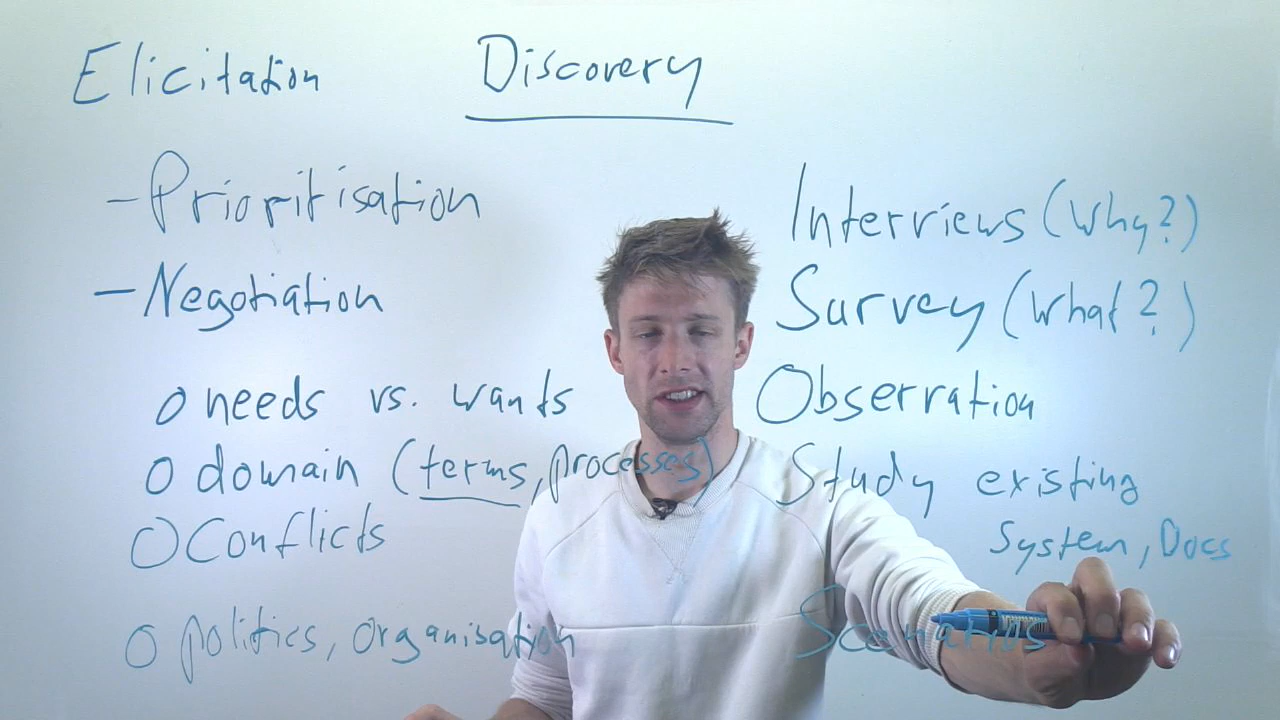 Elicitation
Discovery
- Prioritisation
- Negotiation
o needs vs. wants
o domain (terms, processes)
o Conflicts
o politics, organisation
Interviews (Why?)
Survey (What?)
Observation
Study existing
System, Docs
Scenarios